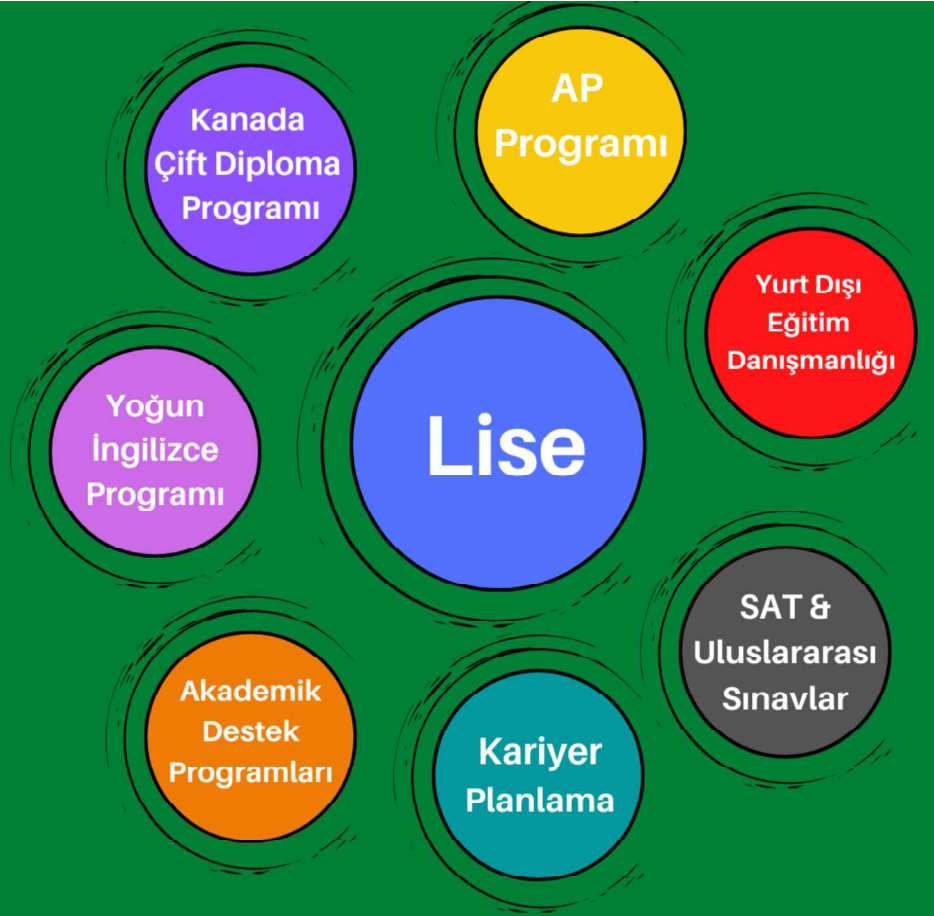 Kanada
Çift Diploma
Programı
AP
Programı
Yurt Dışı
Eğitim
Danışmanlığı
Yoğun
İngilizce
Programı
Lise
SAT &
Uluslararası
Sınavlar
Akademik
Destek
Programları
Kariyer
Planlama